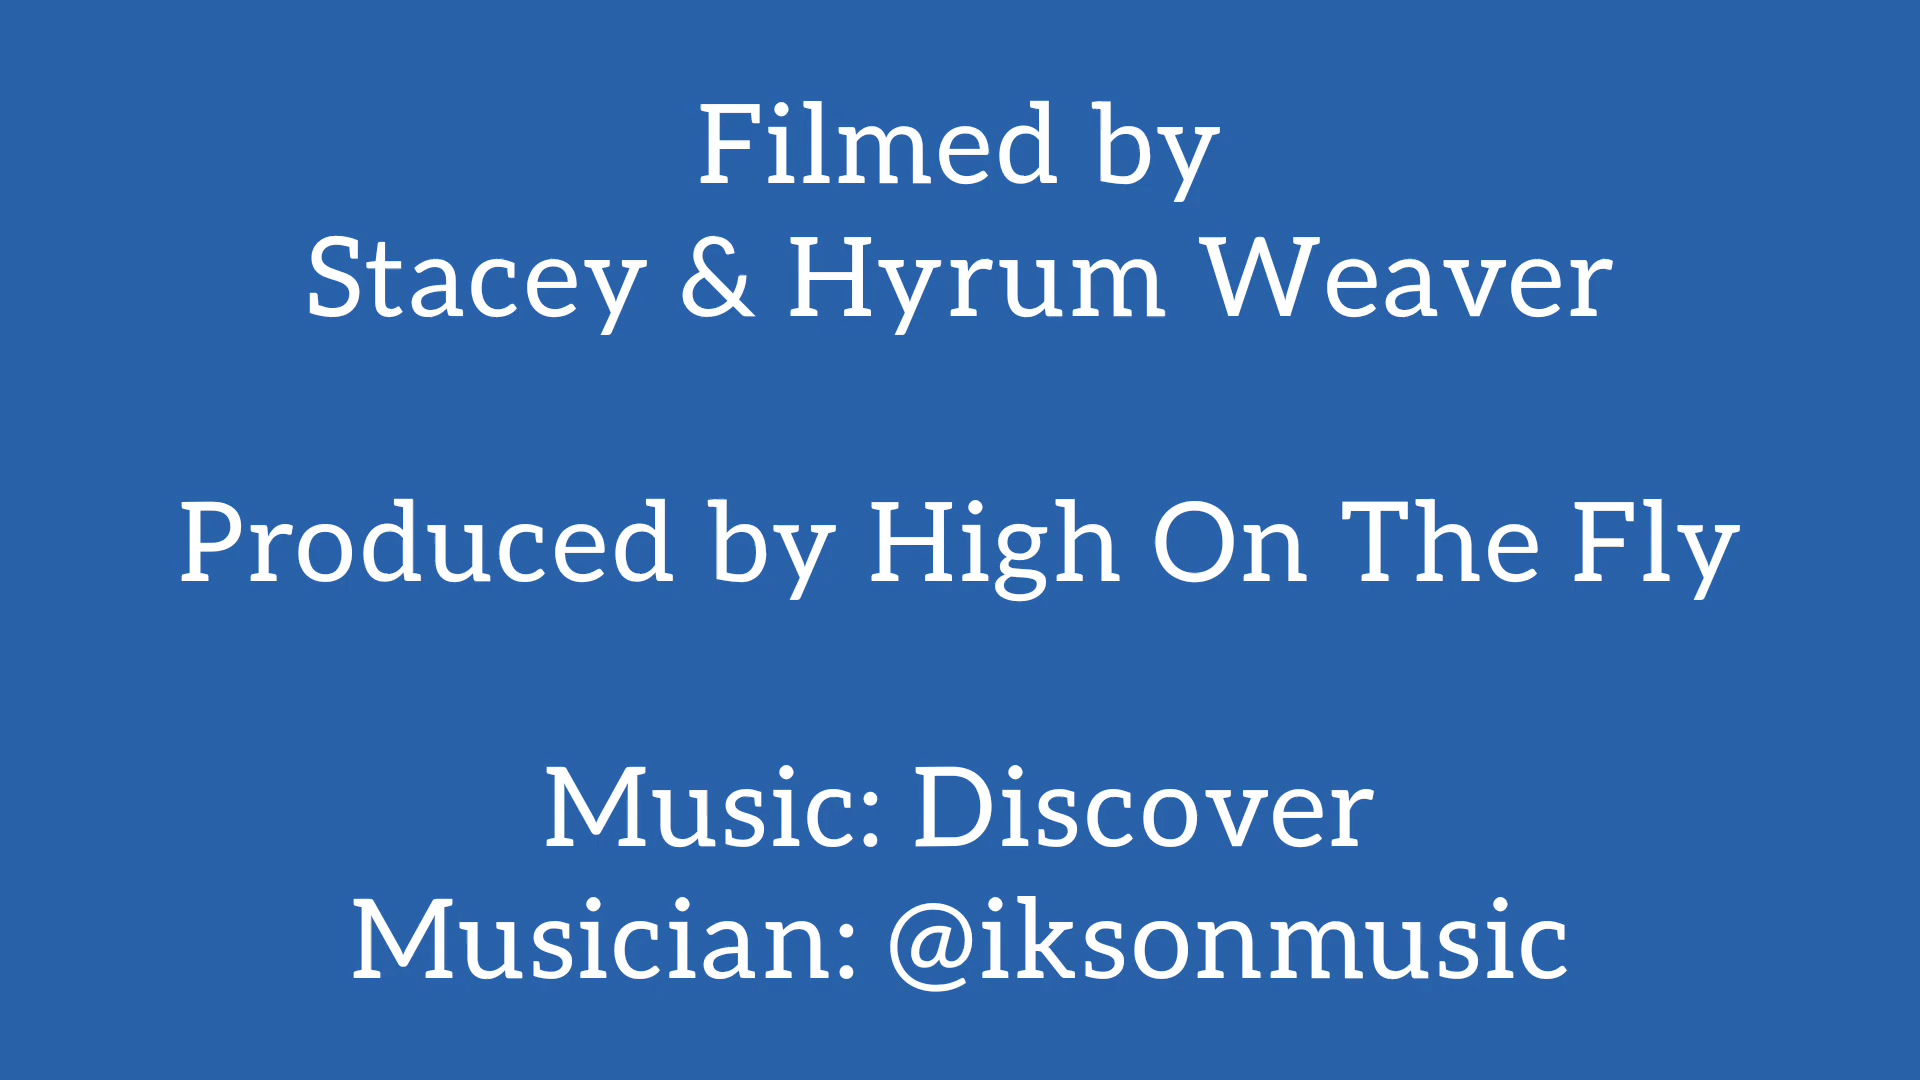 Filmed by
Stacey & Hyrum Weaver
Produced by High On The Fly
Music: Discover
Musician: @iksonmusic